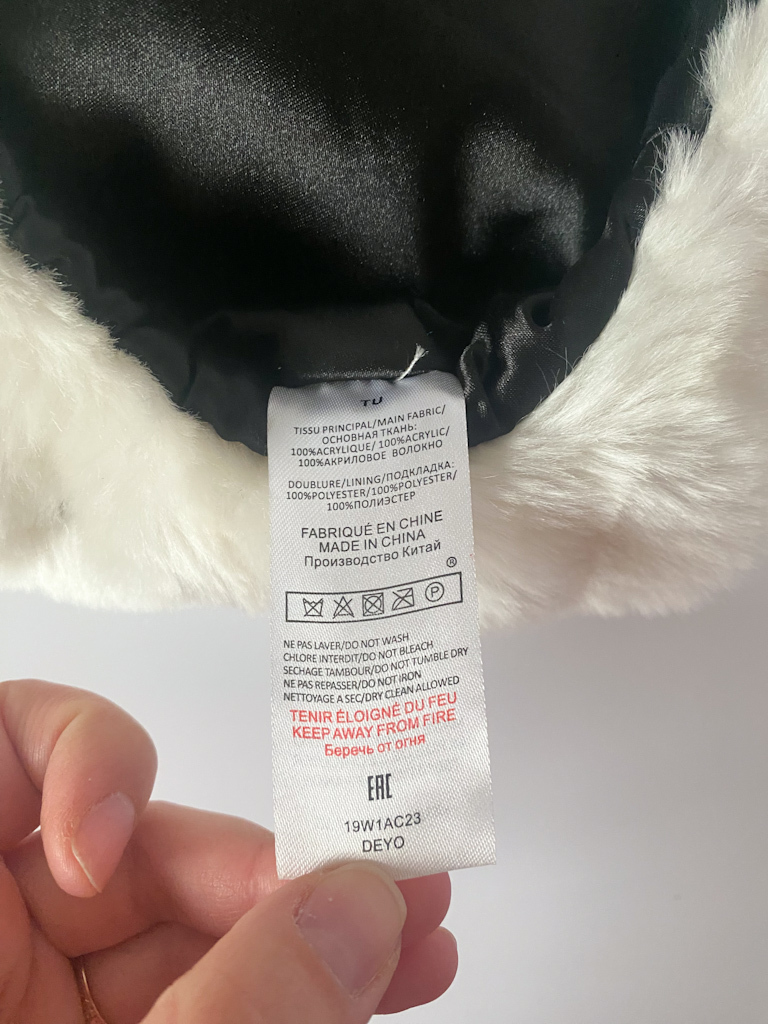 TU
TISSU PRINCIPAL/MAIN FABRIC/
ОСНОВНАЯ ТКАНЬ:
100%ACRYLIQUE/ 100%ACRYLIC/
100%АКРИЛОВОЕ ВОЛОКНО
DOUBLURE/LINING/ПОДКЛАДКА:
100%POLYESTER/100%POLYESTER/
100%ПОЛИЭСТЕР
FABRIQUÉ EN CHINE
MADE IN CHINA
Производство Китай
®
P
NE PAS LAVER/DO NOT WASH
CHLORE INTERDIT/DO NOT BLEACH
SECHAGE TAMBOUR/DO NOT TUMBLE DRY
NE PAS REPASSER/DO NOT IRON
NETTOYAGE A SEC/DRY CLEAN ALLOWED
TENIR ÉLOIGNÉ DU FEU
KEEP AWAY FROM FIRE
Беречь от огня
EAC
19W1AC23
DEYO